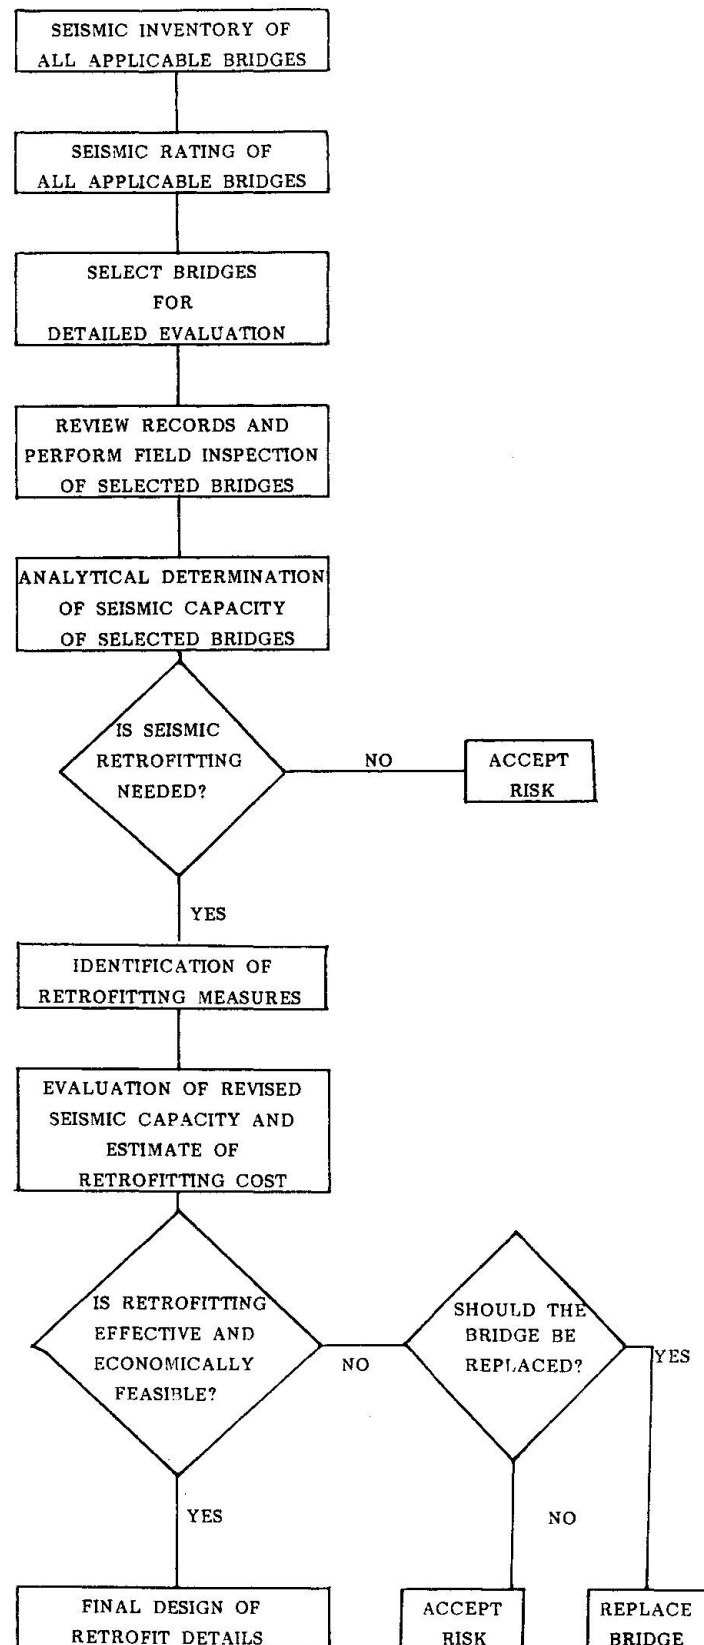 SEISMIC INVENTORY OF
ALL APPLICABLE BRIDGES
SEISMIC RATING OF
ALL APPLICABLE BRIDGES
SELECT BRIDGES
FOR
DETAILED EVALUATION
REVIEW RECORDS AND
PERFORM FIELD INSPECTION
OF SELECTED BRIDGES
ANALYTICAL DETERMINATION
OF SEISMIC CAPACITY
OF SELECTED BRIDGES
IS SEISMIC
RETROFITTING
NEEDED?
NO
ACCEPT
RISK
YES
IDENTIFICATION OF
RETROFITTING MEASURES
EVALUATION OF REVISED
SEISMIC CAPACITY AND
ESTIMATE OF
RETROFITTING COST
IS RETROFITTING
EFFECTIVE AND
ECONOMICALLY
FEASIBLE?
NO
SHOULD THE
BRIDGE BE
REPLACED?
YES
YES
NO
FINAL DESIGN OF
RETROFIT DETAILS
ACCEPT
RISK
REPLACE
BRIDGE